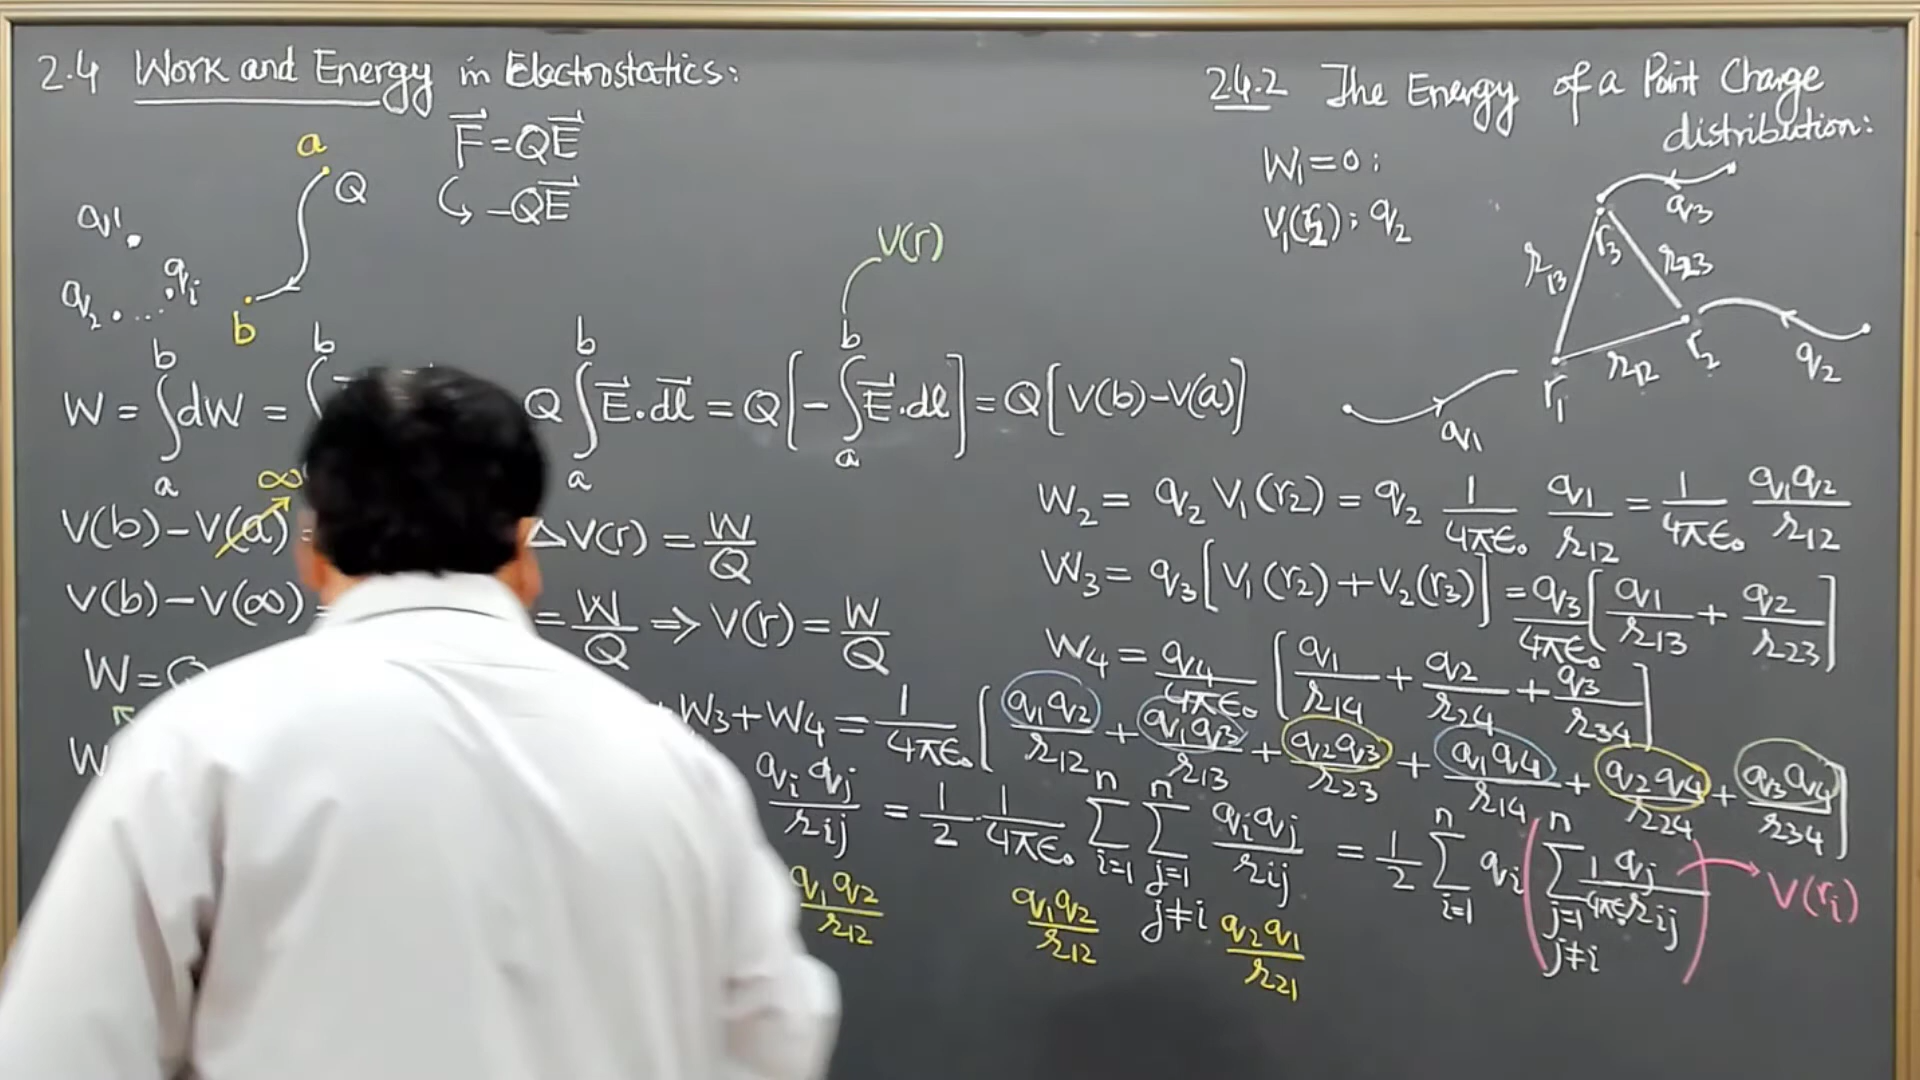 2.4 Work and Energy in Electrostatics:
F⃗ = QE⃗
↳ -QE⃗
a
Q
q1
q2 . ... qi
b
V(r)
W = ∫_a^b dW = ∫^b Q ∫_a^b E⃗.dl⃗ = Q[-∫_a^b E⃗.dl] = Q[V(b)-V(a)]
∞
V(b)-V(a) = ΔV(r) = W/Q
V(b)-V(∞) = = W/Q ⇒ V(r) = W/Q
W = Q
W
2.4.2 The Energy of a Point Charge
distribution:
W1 = 0 ;
V1(r2) ; q2
q3
r3
r13
r23
r2
q2
r12
r1
q1
W2 = q2 V1(r2) = q2 1/4πϵ0 q1/r12 = 1/4πϵ0 q1q2/r12
W3 = q3[V1(r2)+V2(r3)] = q3/4πϵ0 [q1/r13 + q2/r23]
W4 = q4/4πϵ0 [q1/r14 + q2/r24 + q3/r34]
+W3+W4 = 1/4πϵ0 [q1q2/r12 + q1q3/r13 + q2q3/r23 + q1q4/r14 + q2q4/r24 + q3q4/r34]
qiqj/rij = 1/2 . 1/4πϵ0 ∑_{i=1}^n ∑_{j=1 j≠i}^n qiqj/rij = 1/2 ∑_{i=1}^n qi (∑_{j=1 j≠i}^n 1/4πϵ0 qj/rij) → V(ri)
q1q2/r12 q1q2/r12 q2q1/r21